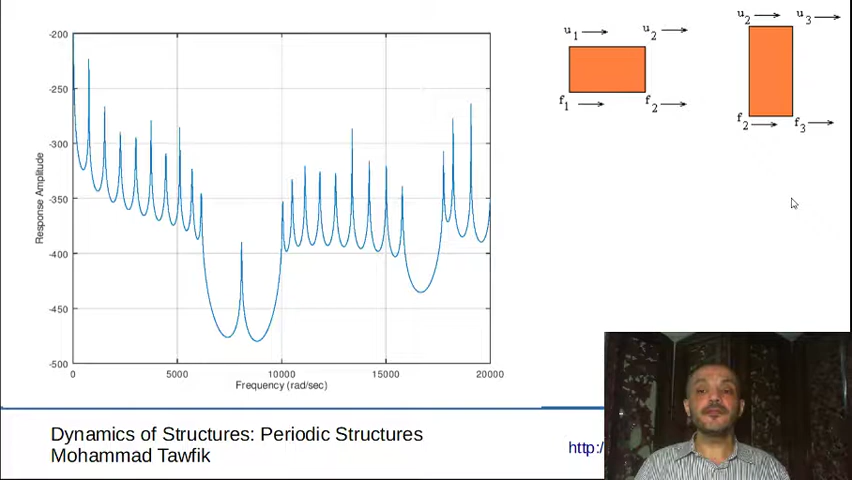 -200
-250
-300
-350
-400
-450
-500
Response Amplitude
0 5000 10000 15000 20000
Frequency (rad/sec)
u1 u2
f1 f2
u2 u3
f2 f3
Dynamics of Structures: Periodic Structures
Mohammad Tawfik
http:/